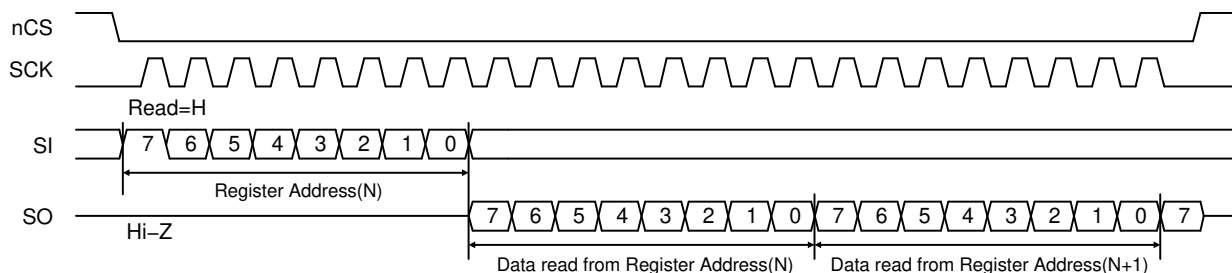 nCS
SCK
Read=H
SI 7 6 5 4 3 2 1 0
Register Address(N)
SO 7 6 5 4 3 2 1 0 7 6 5 4 3 2 1 0 7
Hi−Z
Data read from Register Address(N) Data read from Register Address(N+1)